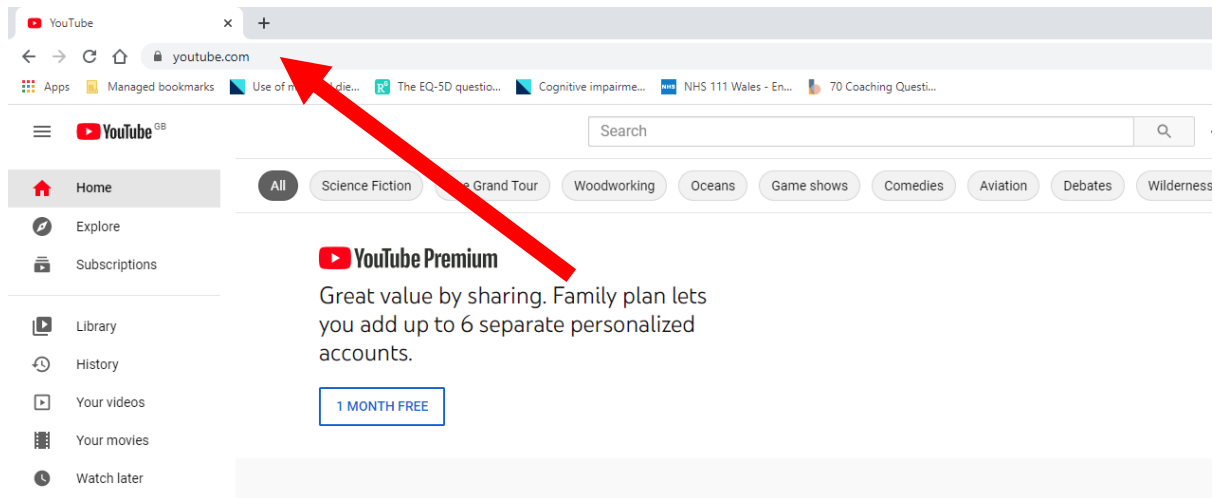 YouTube
youtube.com
Apps Managed bookmarks Use of m die... The EQ-5D questio... Cognitive impairme... NHS NHS 111 Wales - En... 70 Coaching Questi...
YouTube GB
Search
All Science Fiction Grand Tour Woodworking Oceans Game shows Comedies Aviation Debates Wilderness
Home
Explore
Subscriptions
Library
History
Your videos
Your movies
Watch later
YouTube Premium
Great value by sharing. Family plan lets
you add up to 6 separate personalized
accounts.
1 MONTH FREE